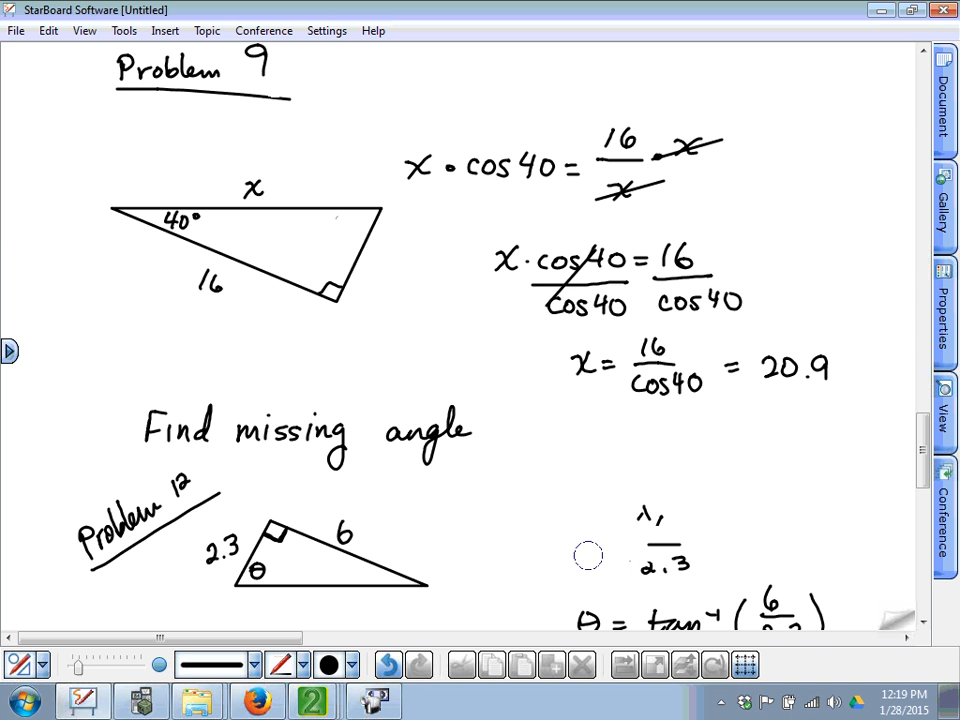 StarBoard Software [Untitled]
File Edit View Tools Insert Topic Conference Settings Help
Problem 9
x • cos 40 = 16/x • x
x
40°
16
x · cos 40 / cos 40 = 16 / cos 40
x = 16 / cos 40 = 20.9
Find missing angle
Problem 12
2.3
6
θ
2.3
θ = tan⁻¹ ( 6
Document
Gallery
Properties
View
Conference
2
12:19 PM
1/28/2015